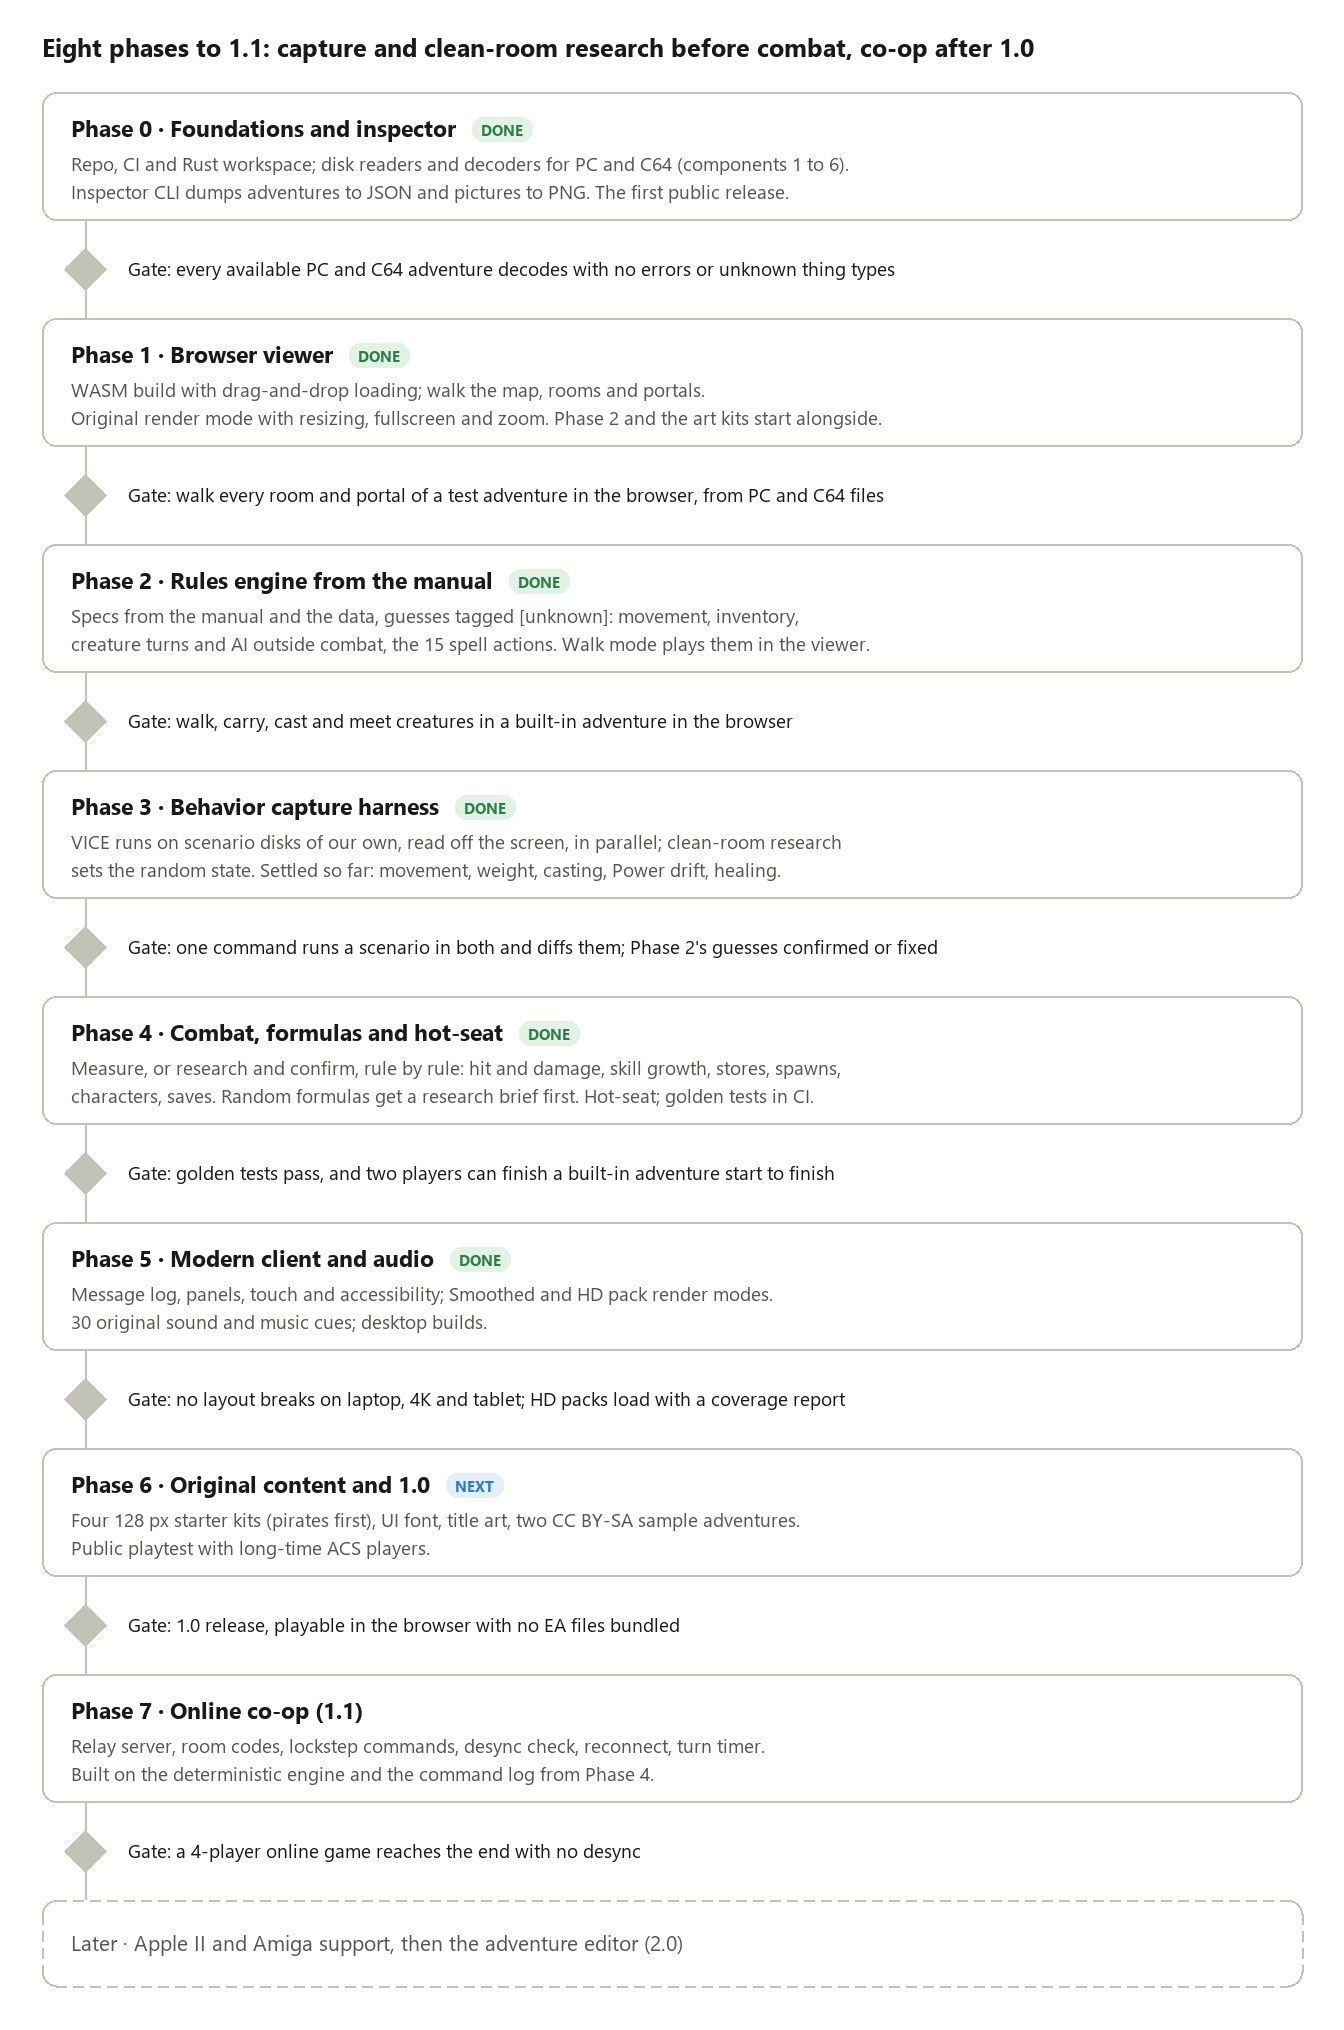 Eight phases to 1.1: capture and clean-room research before combat, co-op after 1.0
Phase 0 · Foundations and inspector DONE
Repo, CI and Rust workspace; disk readers and decoders for PC and C64 (components 1 to 6).
Inspector CLI dumps adventures to JSON and pictures to PNG. The first public release.
Gate: every available PC and C64 adventure decodes with no errors or unknown thing types
Phase 1 · Browser viewer DONE
WASM build with drag-and-drop loading; walk the map, rooms and portals.
Original render mode with resizing, fullscreen and zoom. Phase 2 and the art kits start alongside.
Gate: walk every room and portal of a test adventure in the browser, from PC and C64 files
Phase 2 · Rules engine from the manual DONE
Specs from the manual and the data, guesses tagged [unknown]: movement, inventory,
creature turns and AI outside combat, the 15 spell actions. Walk mode plays them in the viewer.
Gate: walk, carry, cast and meet creatures in a built-in adventure in the browser
Phase 3 · Behavior capture harness DONE
VICE runs on scenario disks of our own, read off the screen, in parallel; clean-room research
sets the random state. Settled so far: movement, weight, casting, Power drift, healing.
Gate: one command runs a scenario in both and diffs them; Phase 2's guesses confirmed or fixed
Phase 4 · Combat, formulas and hot-seat DONE
Measure, or research and confirm, rule by rule: hit and damage, skill growth, stores, spawns,
characters, saves. Random formulas get a research brief first. Hot-seat; golden tests in CI.
Gate: golden tests pass, and two players can finish a built-in adventure start to finish
Phase 5 · Modern client and audio DONE
Message log, panels, touch and accessibility; Smoothed and HD pack render modes.
30 original sound and music cues; desktop builds.
Gate: no layout breaks on laptop, 4K and tablet; HD packs load with a coverage report
Phase 6 · Original content and 1.0 NEXT
Four 128 px starter kits (pirates first), UI font, title art, two CC BY-SA sample adventures.
Public playtest with long-time ACS players.
Gate: 1.0 release, playable in the browser with no EA files bundled
Phase 7 · Online co-op (1.1)
Relay server, room codes, lockstep commands, desync check, reconnect, turn timer.
Built on the deterministic engine and the command log from Phase 4.
Gate: a 4-player online game reaches the end with no desync
Later · Apple II and Amiga support, then the adventure editor (2.0)